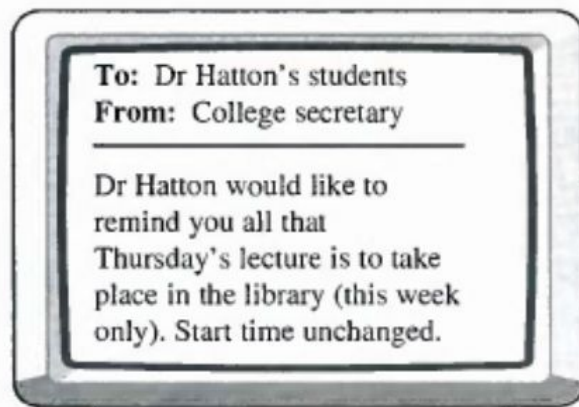 To: Dr Hatton's students
From: College secretary
Dr Hatton would like to
remind you all that
Thursday's lecture is to take
place in the library (this week
only). Start time unchanged.